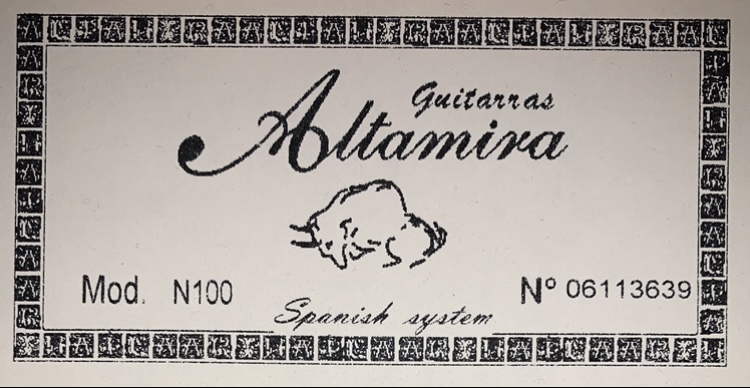 Guitarras
Altamira
Mod. N100
Nº 06113639
Spanish system